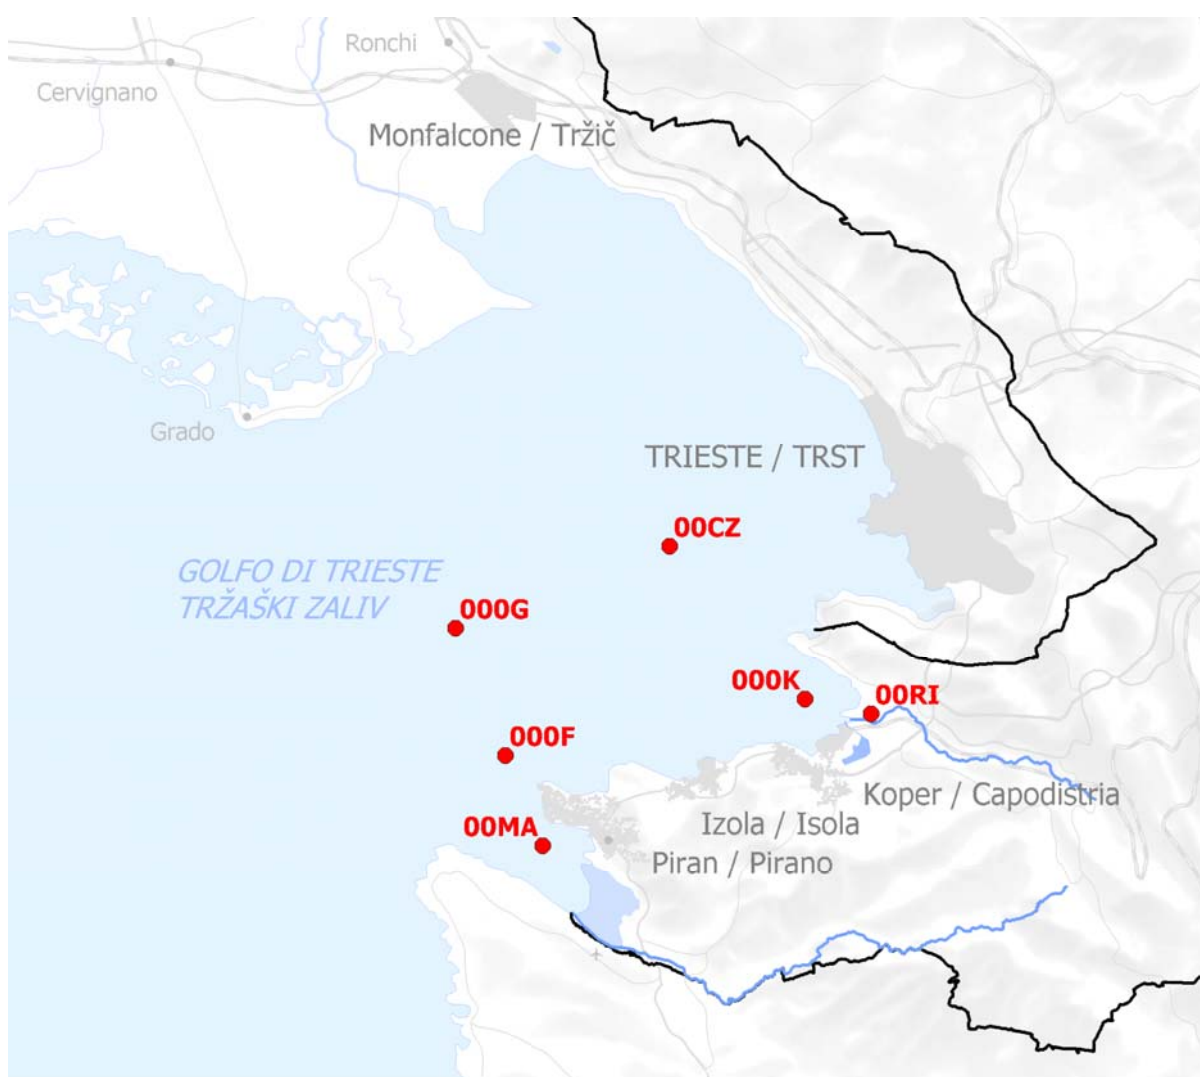 Ronchi
Cervignano
Monfalcone / Tržič
Grado
TRIESTE / TRST
00CZ
GOLFO DI TRIESTE
TRŽAŠKI ZALIV
000G
000K
00RI
000F
Koper / Capodistria
00MA
Izola / Isola
Piran / Pirano